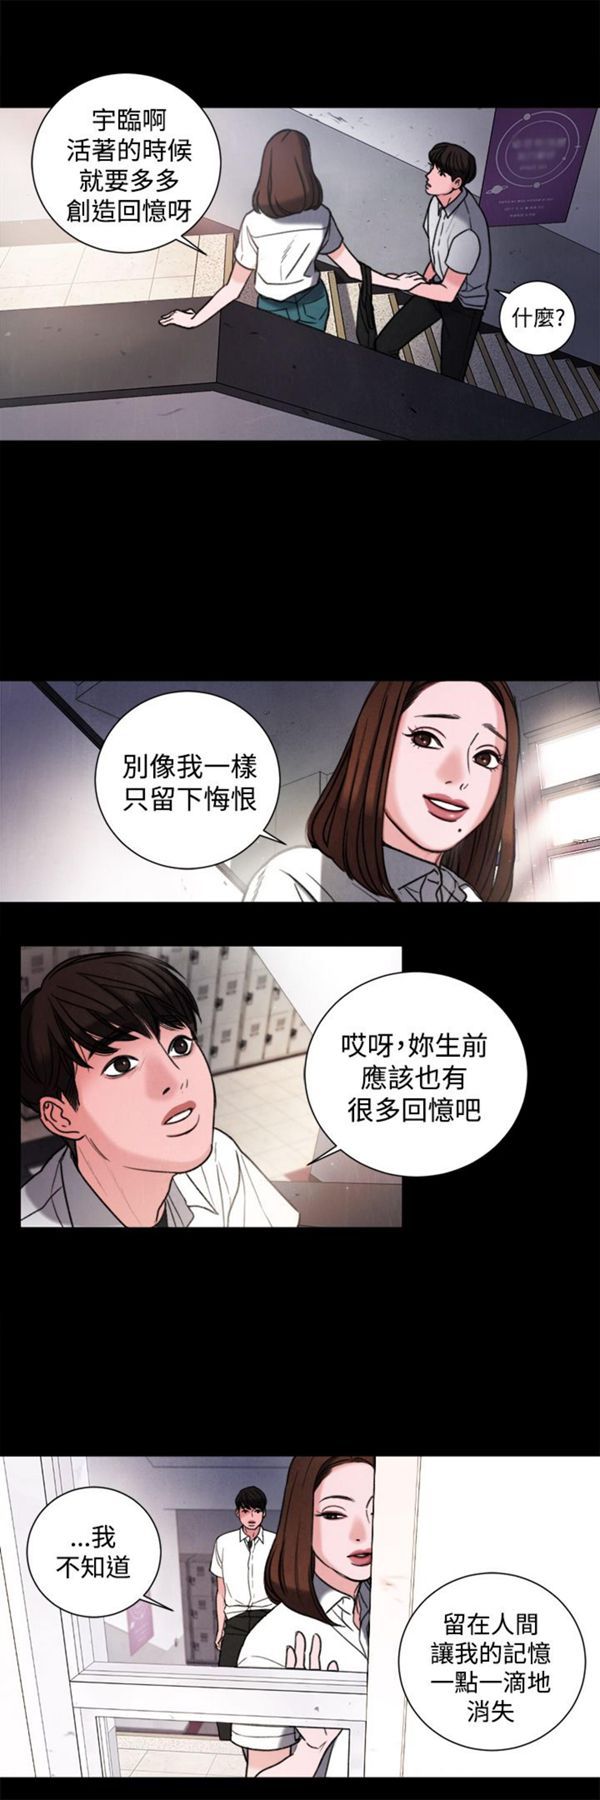 宇臨啊
活著的時候
就要多多
創造回憶呀
什麼?
別像我一樣
只留下悔恨
哎呀,妳生前
應該也有
很多回憶吧
…我
不知道
留在人間
讓我的記憶
一點一滴地
消失